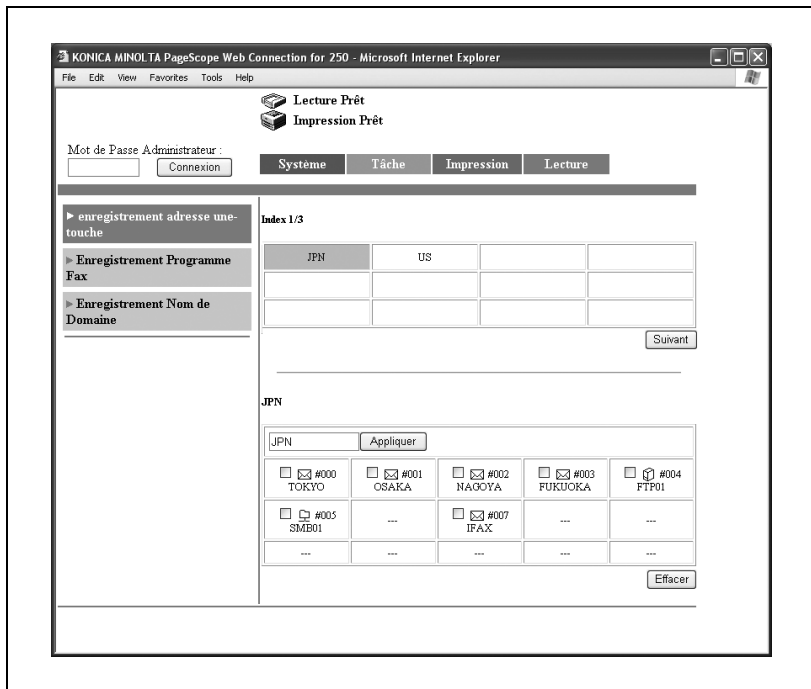 KONICA MINOLTA PageScope Web Connection for 250 - Microsoft Internet Explorer
File Edit View Favorites Tools Help
Lecture Prêt
Impression Prêt
Mot de Passe Administrateur :
Connexion
Système Tâche Impression Lecture
enregistrement adresse une-
touche
Enregistrement Programme
Fax
Enregistrement Nom de
Domaine
Index 1/3
JPN US
Suivant
JPN
JPN Appliquer
#000 #001 #002 #003 #004
TOKYO OSAKA NAGOYA FUKUOKA FTP01
#005 --- #007 --- ---
SMB01 IFAX
--- --- --- --- ---
Effacer